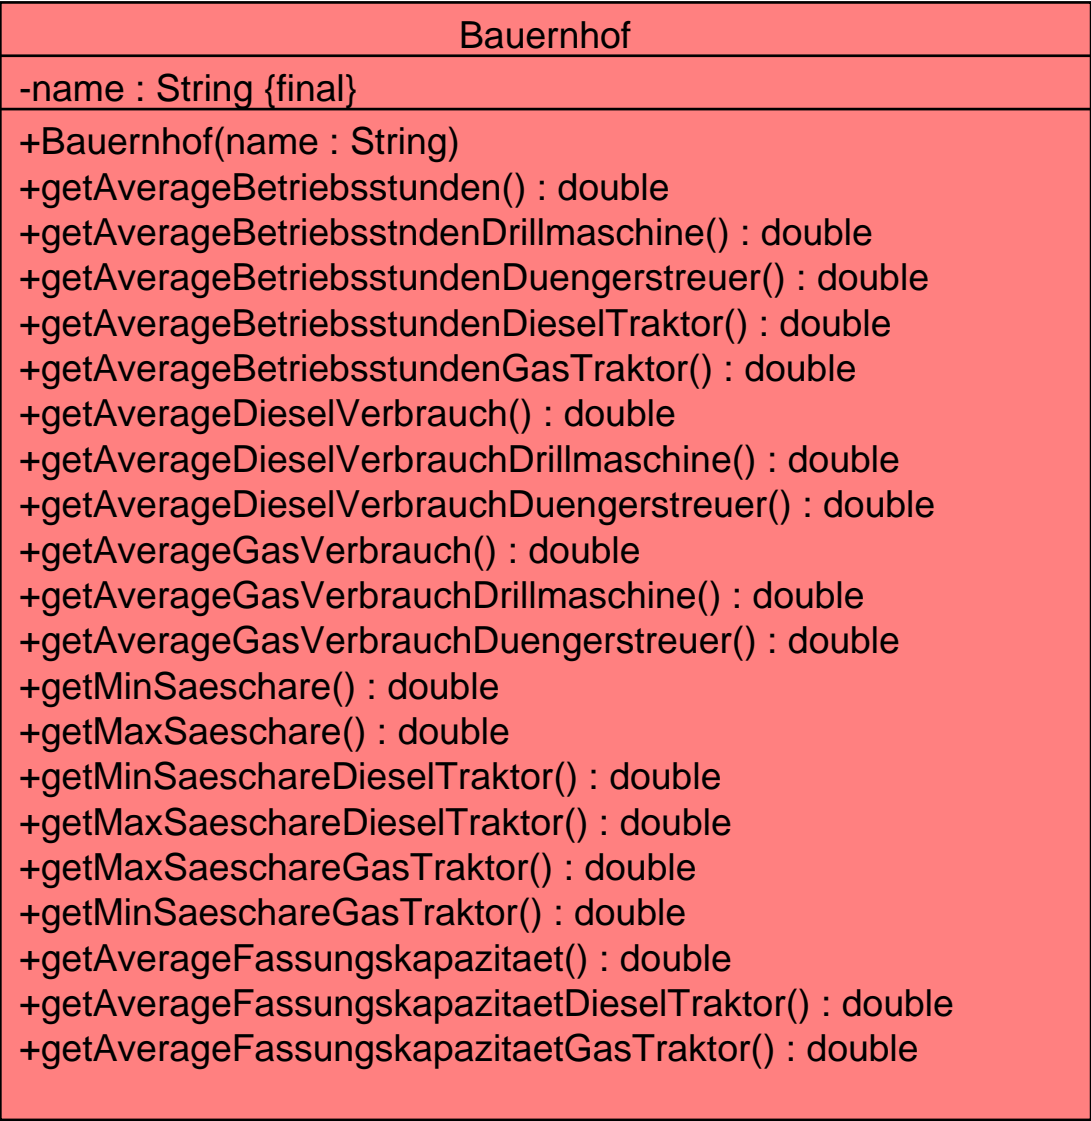 Bauernhof
-name : String {final}
+Bauernhof(name : String)
+getAverageBetriebsstunden() : double
+getAverageBetriebsstndenDrillmaschine() : double
+getAverageBetriebsstundenDuengerstreuer() : double
+getAverageBetriebsstundenDieselTraktor() : double
+getAverageBetriebsstundenGasTraktor() : double
+getAverageDieselVerbrauch() : double
+getAverageDieselVerbrauchDrillmaschine() : double
+getAverageDieselVerbrauchDuengerstreuer() : double
+getAverageGasVerbrauch() : double
+getAverageGasVerbrauchDrillmaschine() : double
+getAverageGasVerbrauchDuengerstreuer() : double
+getMinSaeschare() : double
+getMaxSaeschare() : double
+getMinSaeschareDieselTraktor() : double
+getMaxSaeschareDieselTraktor() : double
+getMaxSaeschareGasTraktor() : double
+getMinSaeschareGasTraktor() : double
+getAverageFassungskapazitaet() : double
+getAverageFassungskapazitaetDieselTraktor() : double
+getAverageFassungskapazitaetGasTraktor() : double